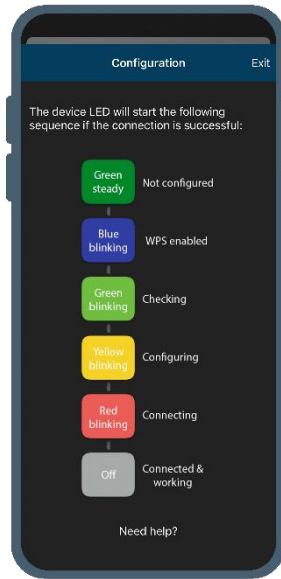 Configuration Exit
The device LED will start the following
sequence if the connection is successful:
Green
steady
Not configured
Blue
blinking
WPS enabled
Green
blinking
Checking
Yellow
blinking
Configuring
Red
blinking
Connecting
Off
Connected &
working
Need help?